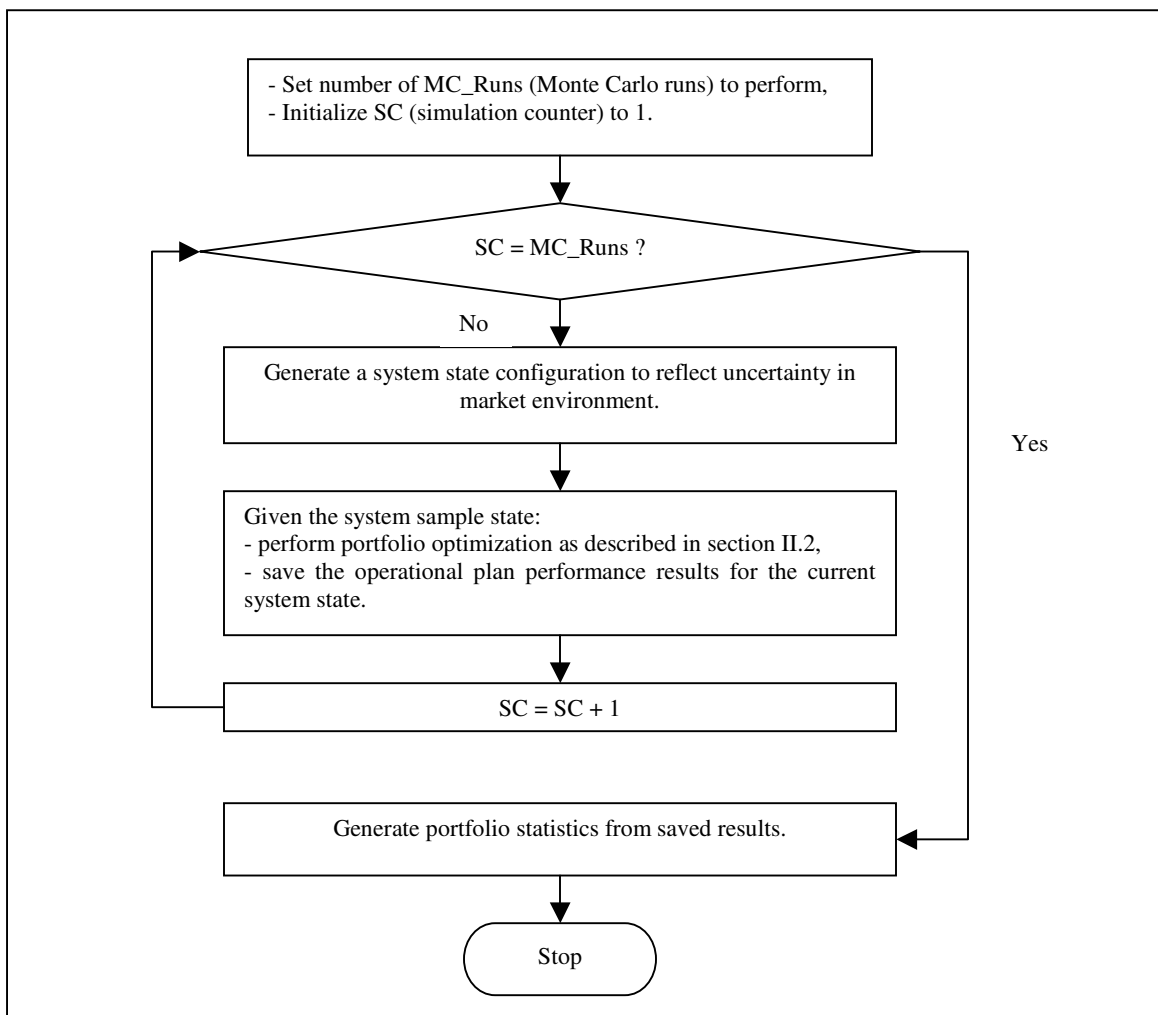 - Set number of MC_Runs (Monte Carlo runs) to perform,
- Initialize SC (simulation counter) to 1.
SC = MC_Runs ?
No
Generate a system state configuration to reflect uncertainty in
market environment.
Yes
Given the system sample state:
- perform portfolio optimization as described in section II.2,
- save the operational plan performance results for the current
system state.
SC = SC + 1
Generate portfolio statistics from saved results.
Stop